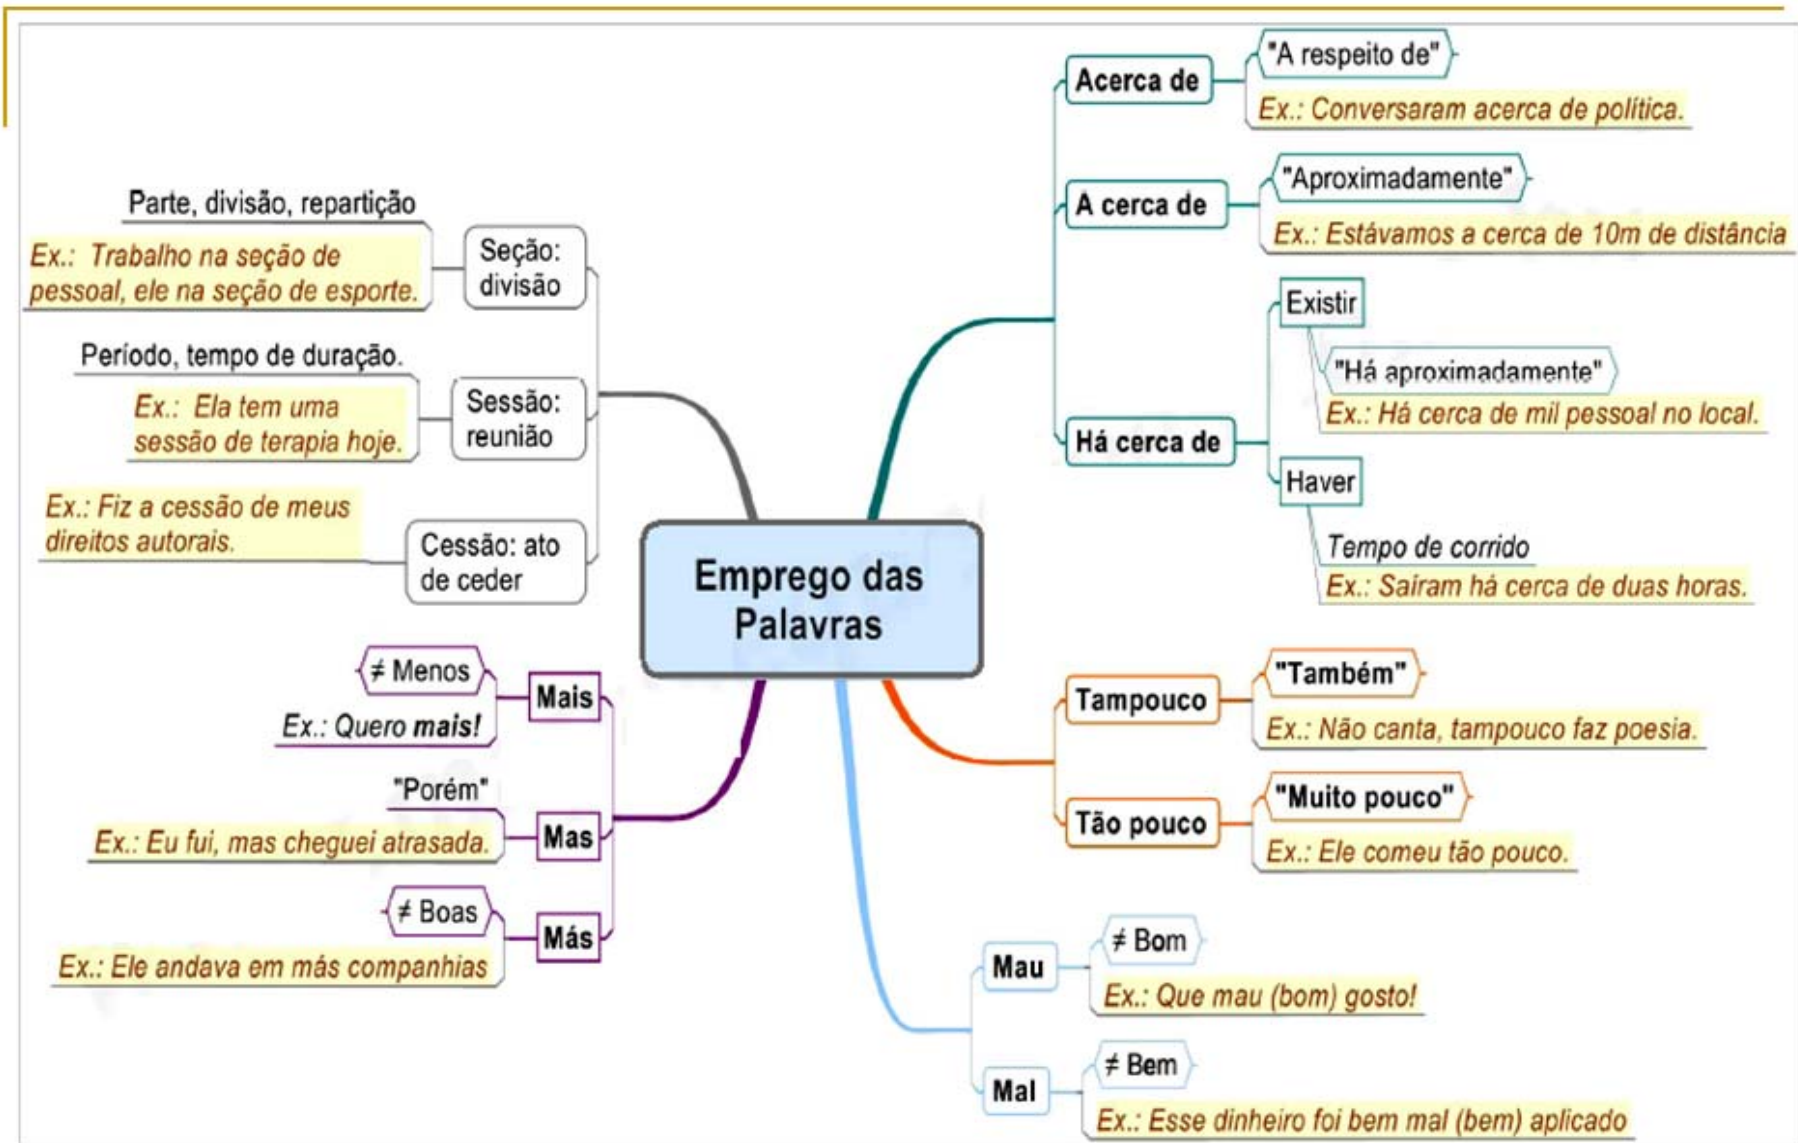 Emprego das
Palavras
Acerca de
"A respeito de"
Ex.: Conversaram acerca de política.
A cerca de
"Aproximadamente"
Ex.: Estávamos a cerca de 10m de distância
Há cerca de
Existir
"Há aproximadamente"
Ex.: Há cerca de mil pessoal no local.
Haver
Tempo de corrido
Ex.: Saíram há cerca de duas horas.
Tampouco
"Também"
Ex.: Não canta, tampouco faz poesia.
Tão pouco
"Muito pouco"
Ex.: Ele comeu tão pouco.
Mau
≠ Bom
Ex.: Que mau (bom) gosto!
Mal
≠ Bem
Ex.: Esse dinheiro foi bem mal (bem) aplicado
Seção:
divisão
Parte, divisão, repartição
Ex.: Trabalho na seção de
pessoal, ele na seção de esporte.
Sessão:
reunião
Período, tempo de duração.
Ex.: Ela tem uma
sessão de terapia hoje.
Cessão: ato
de ceder
Ex.: Fiz a cessão de meus
direitos autorais.
Mais
≠ Menos
Ex.: Quero mais!
Mas
"Porém"
Ex.: Eu fui, mas cheguei atrasada.
Más
≠ Boas
Ex.: Ele andava em más companhias